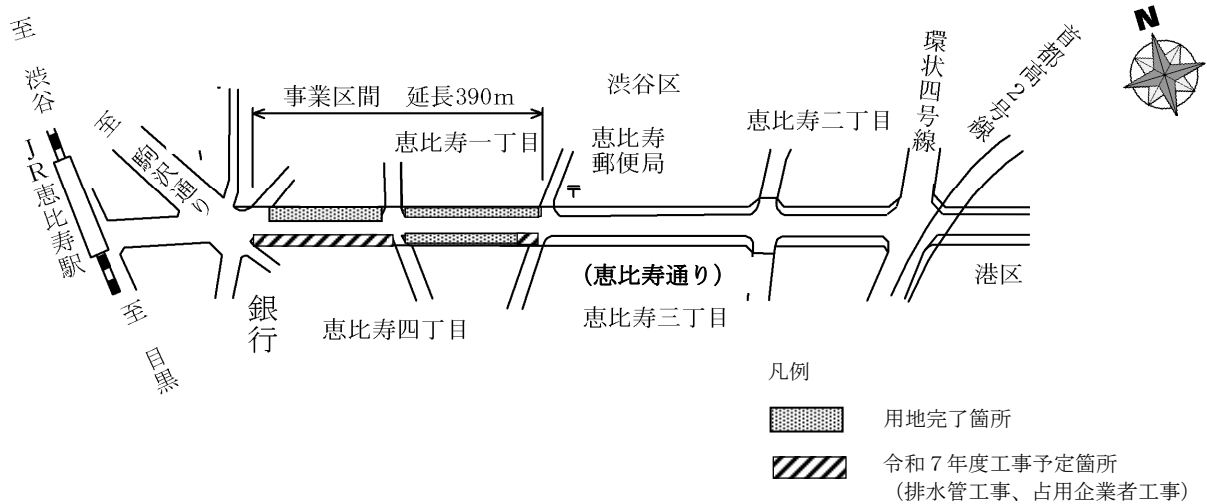 至 渋谷
JR恵比寿駅
至 目黒
至 駒沢通り
事業区間 延長390m
恵比寿一丁目
渋谷区
恵比寿
郵便局
〒
恵比寿二丁目
環状四号線
首都高2号線
N
銀行
恵比寿四丁目
(恵比寿通り)
恵比寿三丁目
港区
凡例
用地完了箇所
令和7年度工事予定箇所
(排水管工事、占用企業者工事)